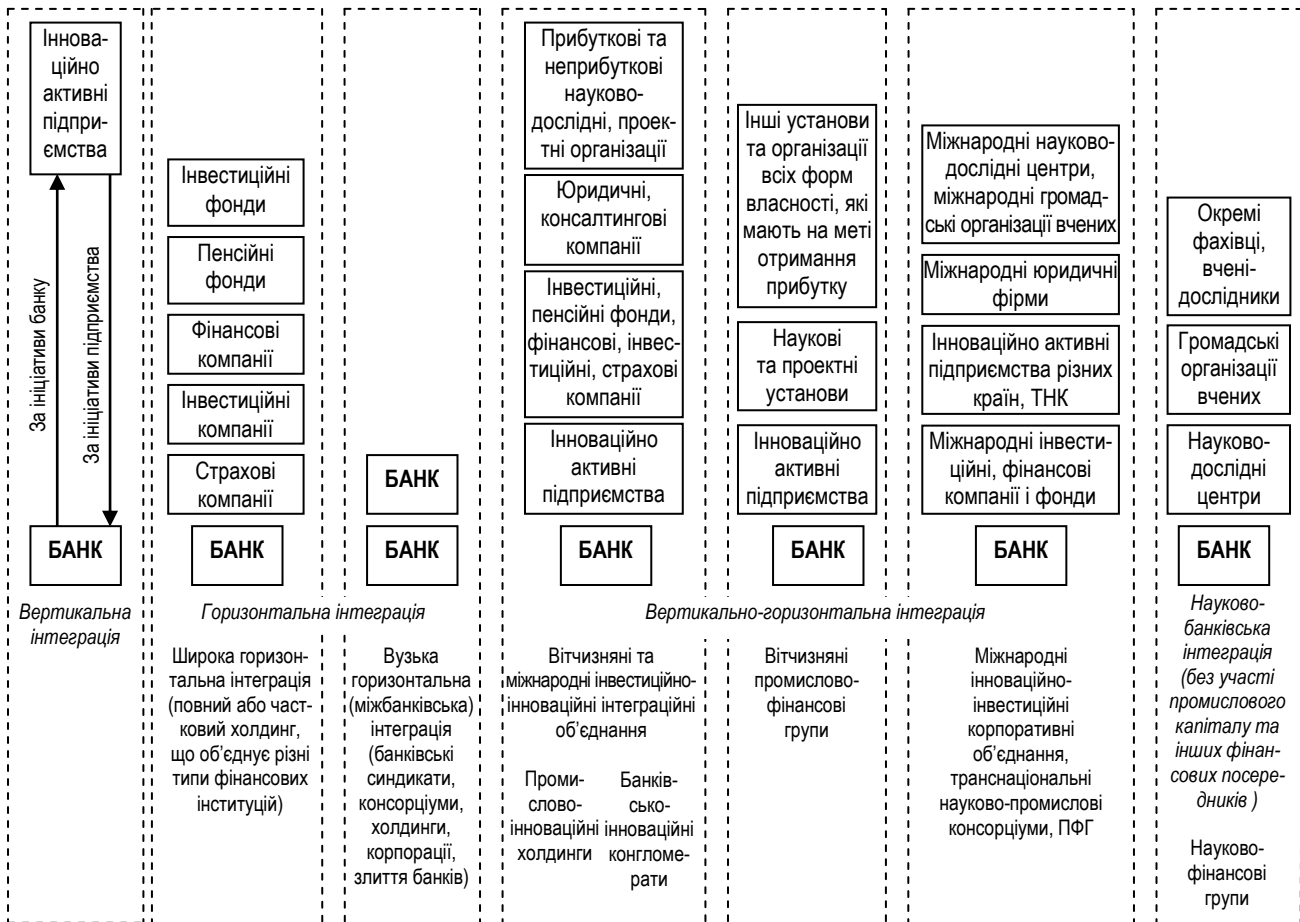 Іннова-
ційно
активні
підпри-
ємства
За ініціативи банку
За ініціативи підприємства
БАНК
Вертикальна
інтеграція
Інвестиційні
фонди
Пенсійні
фонди
Фінансові
компанії
Інвестиційні
компанії
Страхові
компанії
БАНК
БАНК
БАНК
Горизонтальна інтеграція
Широка горизон-
тальна інтеграція
(повний або част-
ковий холдинг,
що об’єднує різні
типи фінансових
інституцій)
Вузька
горизонтальна
(міжбанківська)
інтеграція
(банківські
синдикати,
консорціуми,
холдинги,
корпорації,
злиття банків)
Прибуткові та
неприбуткові
науково-
дослідні, проек-
тні організації
Юридичні,
консалтингові
компанії
Інвестиційні,
пенсійні фонди,
фінансові, інвес-
тиційні, страхові
компанії
Інноваційно
активні
підприємства
БАНК
Інші установи
та організації
всіх форм
власності, які
мають на меті
отримання
прибутку
Наукові
та проектні
установи
Інноваційно
активні
підприємства
БАНК
Міжнародні науково-
дослідні центри,
міжнародні громад-
ські організації вчених
Міжнародні юридичні
фірми
Інноваційно активні
підприємства різних
країн, ТНК
Міжнародні інвести-
ційні, фінансові
компанії і фонди
БАНК
Вертикально-горизонтальна інтеграція
Вітчизняні та
міжнародні інвестиційно-
інноваційні інтеграційні
об’єднання
Проми-
слово-
інноваційні
холдинги
Банків-
сько-
інноваційні
конгломе-
рати
Вітчизняні
промислово-
фінансові
групи
Міжнародні
інноваційно-
інвестиційні
корпоративні
об’єднання,
транснаціональні
науково-промислові
консорціуми, ПФГ
Окремі
фахівці,
вчені-
дослідники
Громадські
організації
вчених
Науково-
дослідні
центри
БАНК
Науково-
банківська
інтеграція
(без участі
промислового
капіталу та
інших фінан-
сових посеред-
ників )
Науково-
фінансові
групи